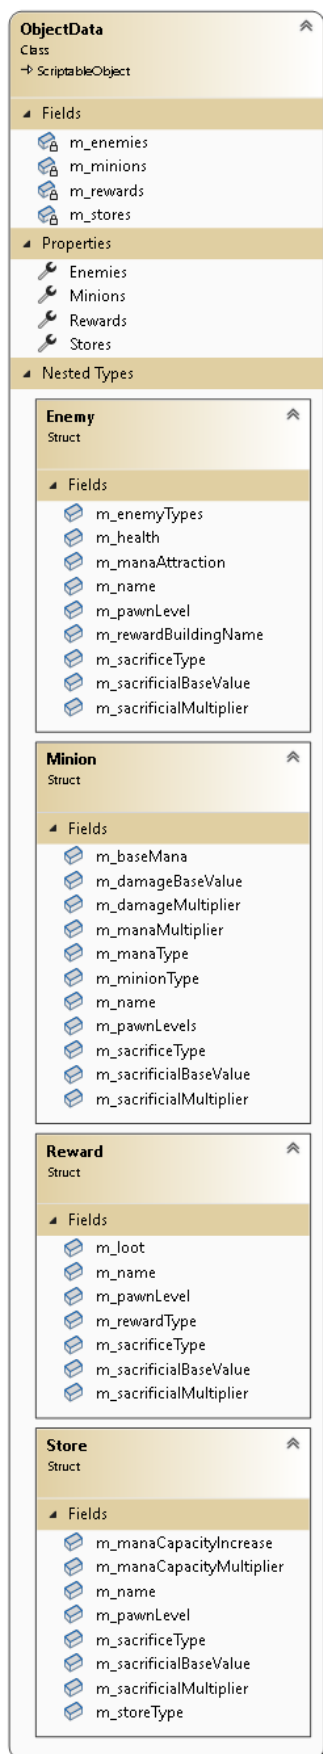 ObjectData
Class
ScriptableObject
Fields
m_enemies
m_minions
m_rewards
m_stores
Properties
Enemies
Minions
Rewards
Stores
Nested Types
Enemy
Struct
Fields
m_enemyTypes
m_health
m_manaAttraction
m_name
m_pawnLevel
m_rewardBuildingName
m_sacrificeType
m_sacrificialBaseValue
m_sacrificialMultiplier
Minion
Struct
Fields
m_baseMana
m_damageBaseValue
m_damageMultiplier
m_manaMultiplier
m_manaType
m_minionType
m_name
m_pawnLevels
m_sacrificeType
m_sacrificialBaseValue
m_sacrificialMultiplier
Reward
Struct
Fields
m_loot
m_name
m_pawnLevel
m_rewardType
m_sacrificeType
m_sacrificialBaseValue
m_sacrificialMultiplier
Store
Struct
Fields
m_manaCapacityIncrease
m_manaCapacityMultiplier
m_name
m_pawnLevel
m_sacrificeType
m_sacrificialBaseValue
m_sacrificialMultiplier
m_storeType